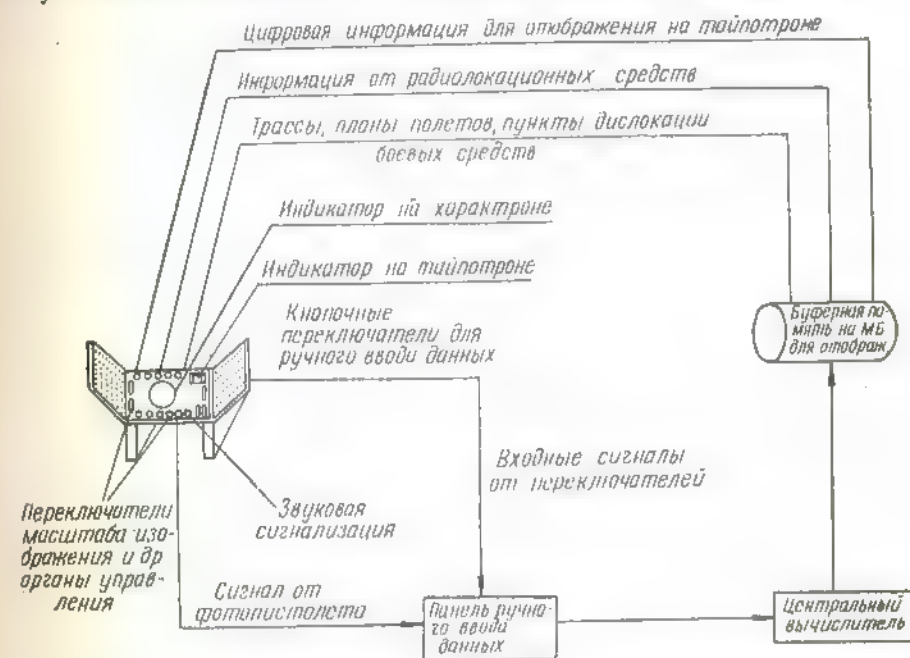 Цифровая информация для отображения на тайпотроне
Информация от радиолокационных средств
Трассы, планы полетов, пункты дислокации
боевых средств
Индикатор на характроне
Индикатор на тайпотроне
Кнопочные
переключатели для
ручного ввода данных
Буферная па
мять на МБ
для отображ.
Входные сигналы
от переключателей
Переключатели
масштаба изо-
бражения и др
органы управ-
ления
Звуковая
сигнализация
Сигнал от
фотопистолета
Панель ручно-
го ввода
данных
Центральный
вычислитель